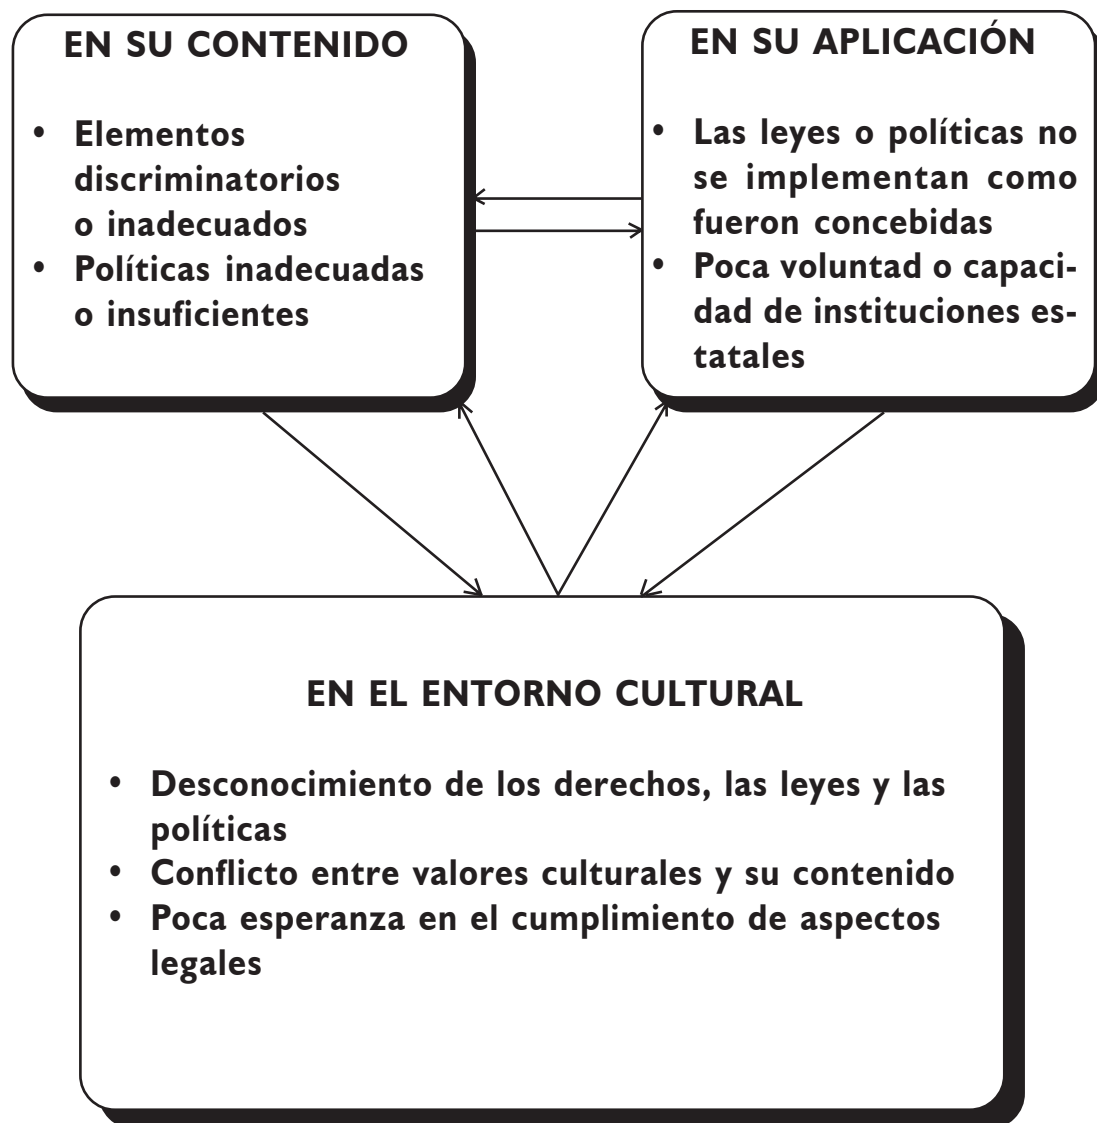 EN SU CONTENIDO
• Elementos
discriminatorios
o inadecuados
• Políticas inadecuadas
o insuficientes
EN SU APLICACIÓN
• Las leyes o políticas no
se implementan como
fueron concebidas
• Poca voluntad o capaci-
dad de instituciones es-
tatales
EN EL ENTORNO CULTURAL
• Desconocimiento de los derechos, las leyes y las
políticas
• Conflicto entre valores culturales y su contenido
• Poca esperanza en el cumplimiento de aspectos
legales